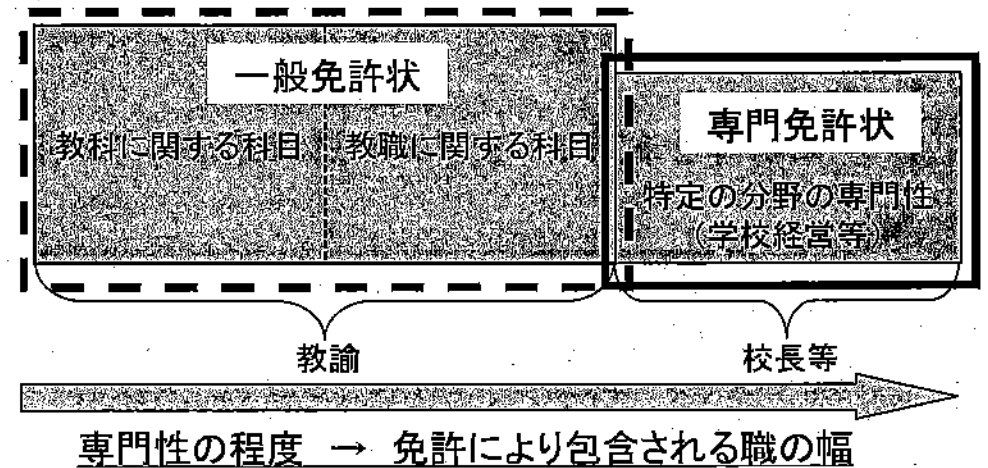 一般免許状
教科に関する科目
教職に関する科目
専門免許状
特定の分野の専門性
(学校経営等)
教諭
校長等
専門性の程度 → 免許により包含される職の幅